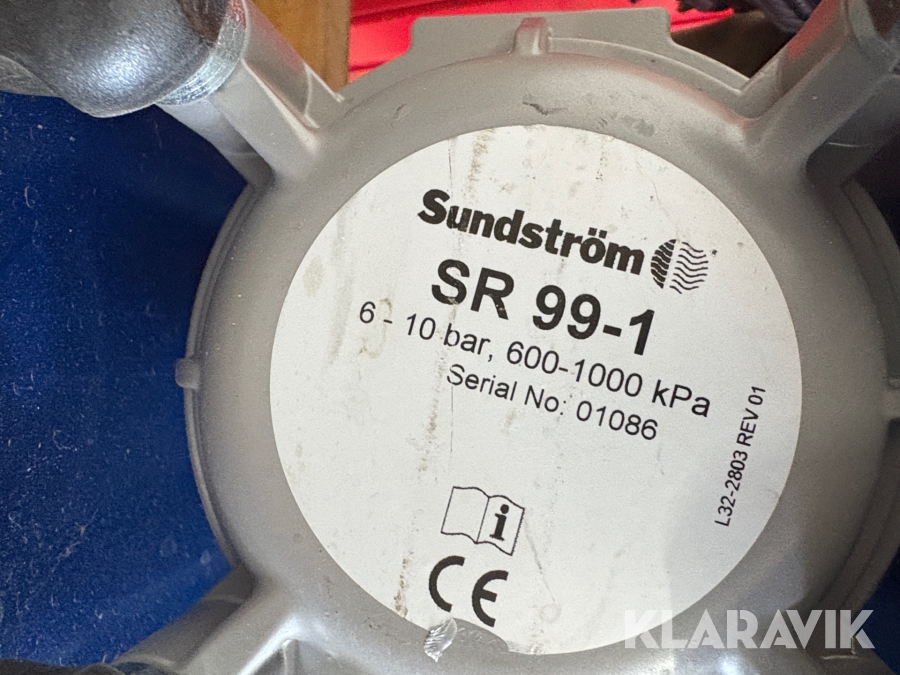 Sundström
SR 99-1
6 - 10 bar, 600-1000 kPa
Serial No: 01086
L32-2803 REV 01
i
CE
KLARAVIK